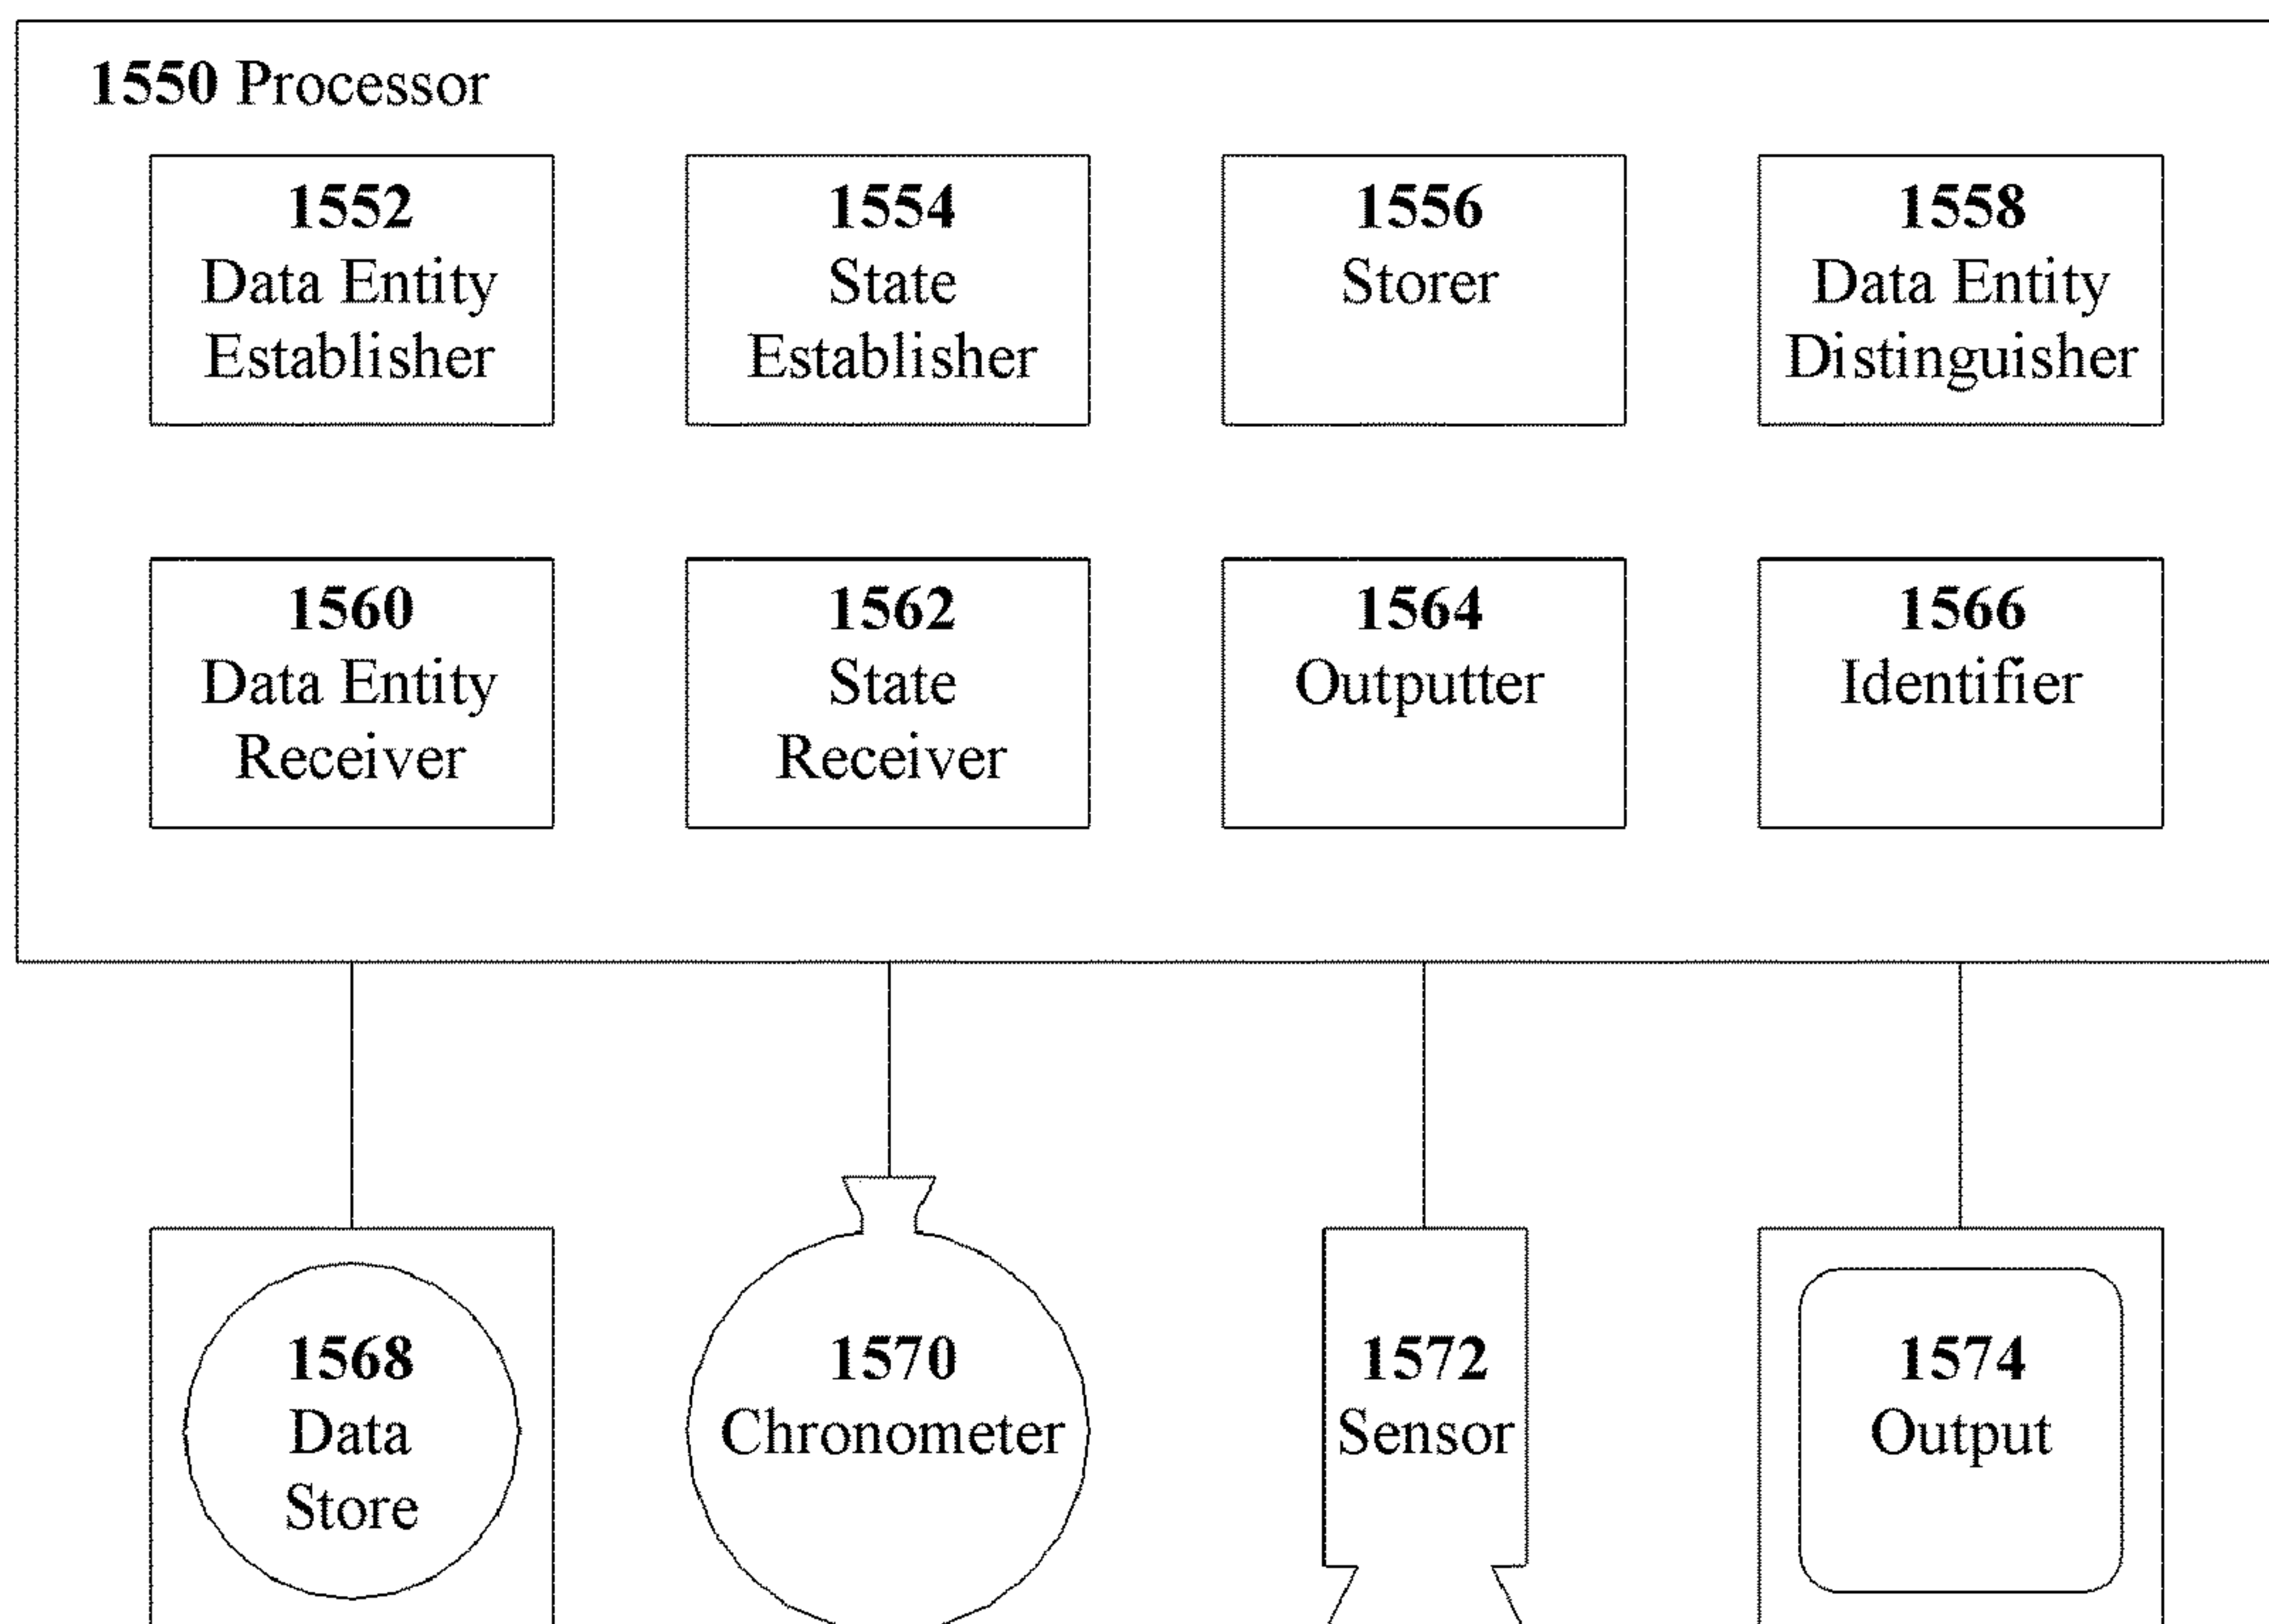 1550 Processor
1552
Data Entity
Establisher
1554
State
Establisher
1556
Storer
1558
Data Entity
Distinguisher
1560
Data Entity
Receiver
1562
State
Receiver
1564
Outputter
1566
Identifier
1568
Data
Store
1570
Chronometer
1572
Sensor
1574
Output